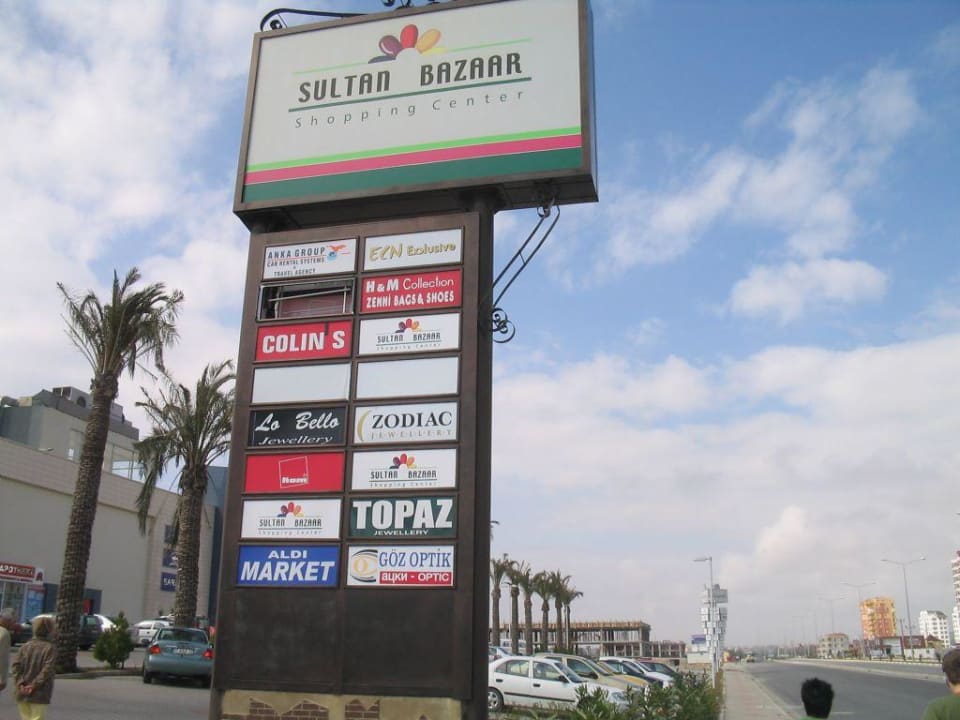 SULTAN BAZAAR
Shopping Center
ANKA GROUP
CAR RENTAL SYSTEMS
TRAVEL AGENCY
ECN Exclusive
H&M Collection
ZENHI BAGS & SHOES
COLIN S
SULTAN BAZAAR
Shopping Center
Lo Bello
Jewellery
ZODIAC
JEWELLERY
SULTAN BAZAAR
Shopping Center
SULTAN BAZAAR
Shopping Center
TOPAZ
JEWELLERY
ALDI
MARKET
GÖZ OPTİK
ацки - OPTIC